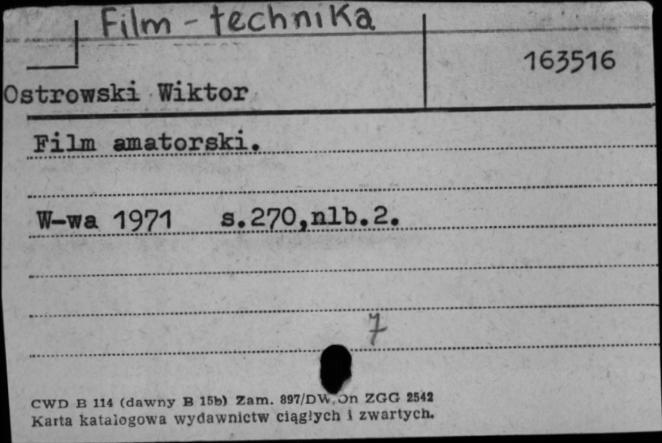 Film - technika
163516
Ostrowski Wiktor
Film amatorski.
W-wa 1971 s.270,nlb.2.
7
CWD B 114 (dawny B 15b) Zam. 897/DW/Dn ZGG 2542
Karta katalogowa wydawnictw ciągłych i zwartych.